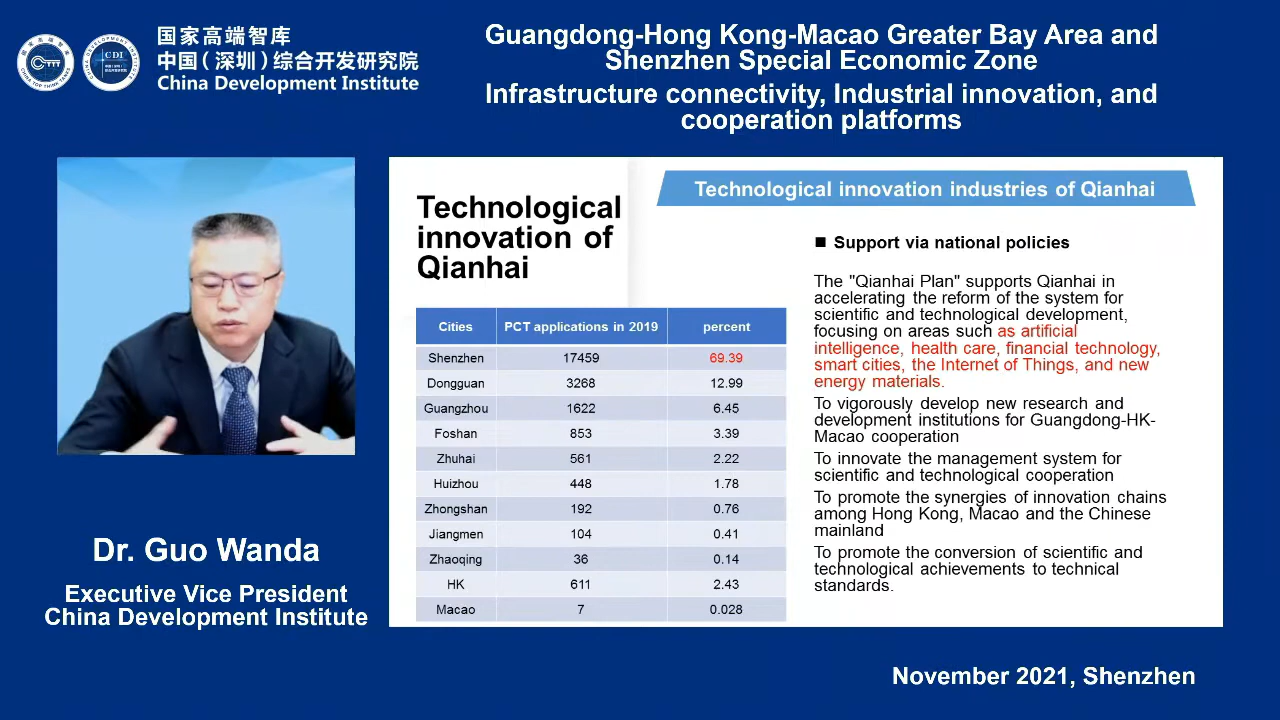 国家高端智库
中国（深圳）综合开发研究院
China Development Institute
CDI
Guangdong-Hong Kong-Macao Greater Bay Area and
Shenzhen Special Economic Zone
Infrastructure connectivity, Industrial innovation, and
cooperation platforms
Technological
innovation of
Qianhai
Cities PCT applications in 2019 percent
Shenzhen 17459 69.39
Dongguan 3268 12.99
Guangzhou 1622 6.45
Foshan 853 3.39
Zhuhai 561 2.22
Huizhou 448 1.78
Zhongshan 192 0.76
Jiangmen 104 0.41
Zhaoqing 36 0.14
HK 611 2.43
Macao 7 0.028
Technological innovation industries of Qianhai
■ Support via national policies
The "Qianhai Plan" supports Qianhai in
accelerating the reform of the system for
scientific and technological development,
focusing on areas such as artificial
intelligence, health care, financial technology,
smart cities, the Internet of Things, and new
energy materials.
To vigorously develop new research and
development institutions for Guangdong-HK-
Macao cooperation
To innovate the management system for
scientific and technological cooperation
To promote the synergies of innovation chains
among Hong Kong, Macao and the Chinese
mainland
To promote the conversion of scientific and
technological achievements to technical
standards.
Dr. Guo Wanda
Executive Vice President
China Development Institute
November 2021, Shenzhen